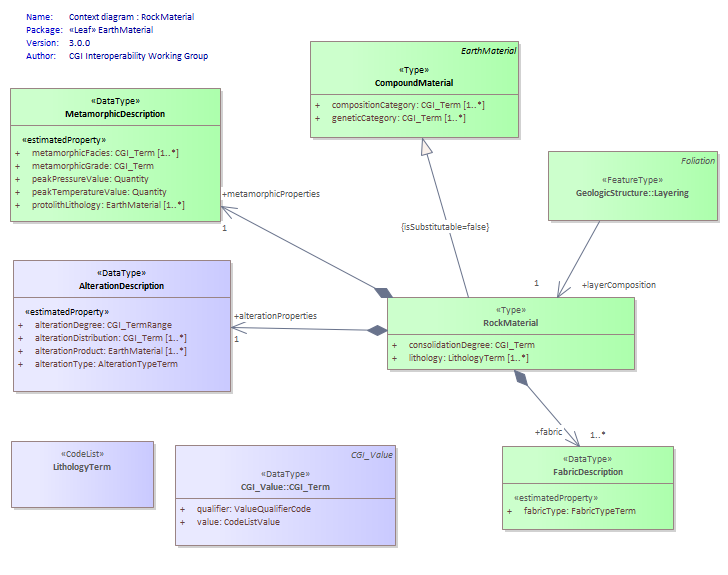 Name: Context diagram : RockMaterial
Package: «Leaf» EarthMaterial
Version: 3.0.0
Author: CGI Interoperability Working Group
EarthMaterial
«Type»
CompoundMaterial
+ compositionCategory: CGI_Term [1..*]
+ geneticCategory: CGI_Term [1..*]
«DataType»
MetamorphicDescription
«estimatedProperty»
+ metamorphicFacies: CGI_Term [1..*]
+ metamorphicGrade: CGI_Term
+ peakPressureValue: Quantity
+ peakTemperatureValue: Quantity
+ protolithLithology: EarthMaterial [1..*]
Foliation
«FeatureType»
GeologicStructure::Layering
+metamorphicProperties
1
{isSubstitutable=false}
«DataType»
AlterationDescription
«estimatedProperty»
+ alterationDegree: CGI_TermRange
+ alterationDistribution: CGI_Term [1..*]
+ alterationProduct: EarthMaterial [1..*]
+ alterationType: AlterationTypeTerm
1
+layerComposition
+alterationProperties
1
«Type»
RockMaterial
+ consolidationDegree: CGI_Term
+ lithology: LithologyTerm [1..*]
+fabric
1..*
«CodeList»
LithologyTerm
CGI_Value
«DataType»
CGI_Value::CGI_Term
+ qualifier: ValueQualifierCode
+ value: CodeListValue
«DataType»
FabricDescription
«estimatedProperty»
+ fabricType: FabricTypeTerm